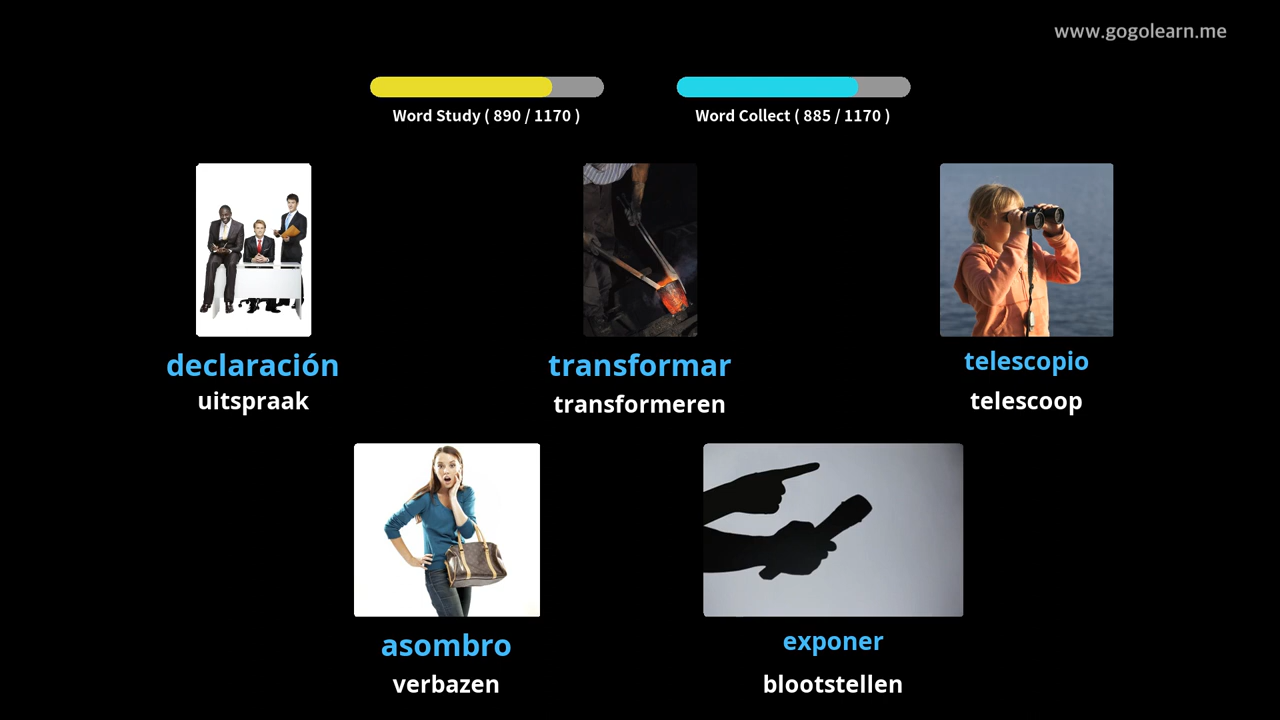 www.gogolearn.me
Word Study ( 890 / 1170 )
Word Collect ( 885 / 1170 )
declaración
uitspraak
transformar
transformeren
telescopio
telescoop
asombro
verbazen
exponer
blootstellen